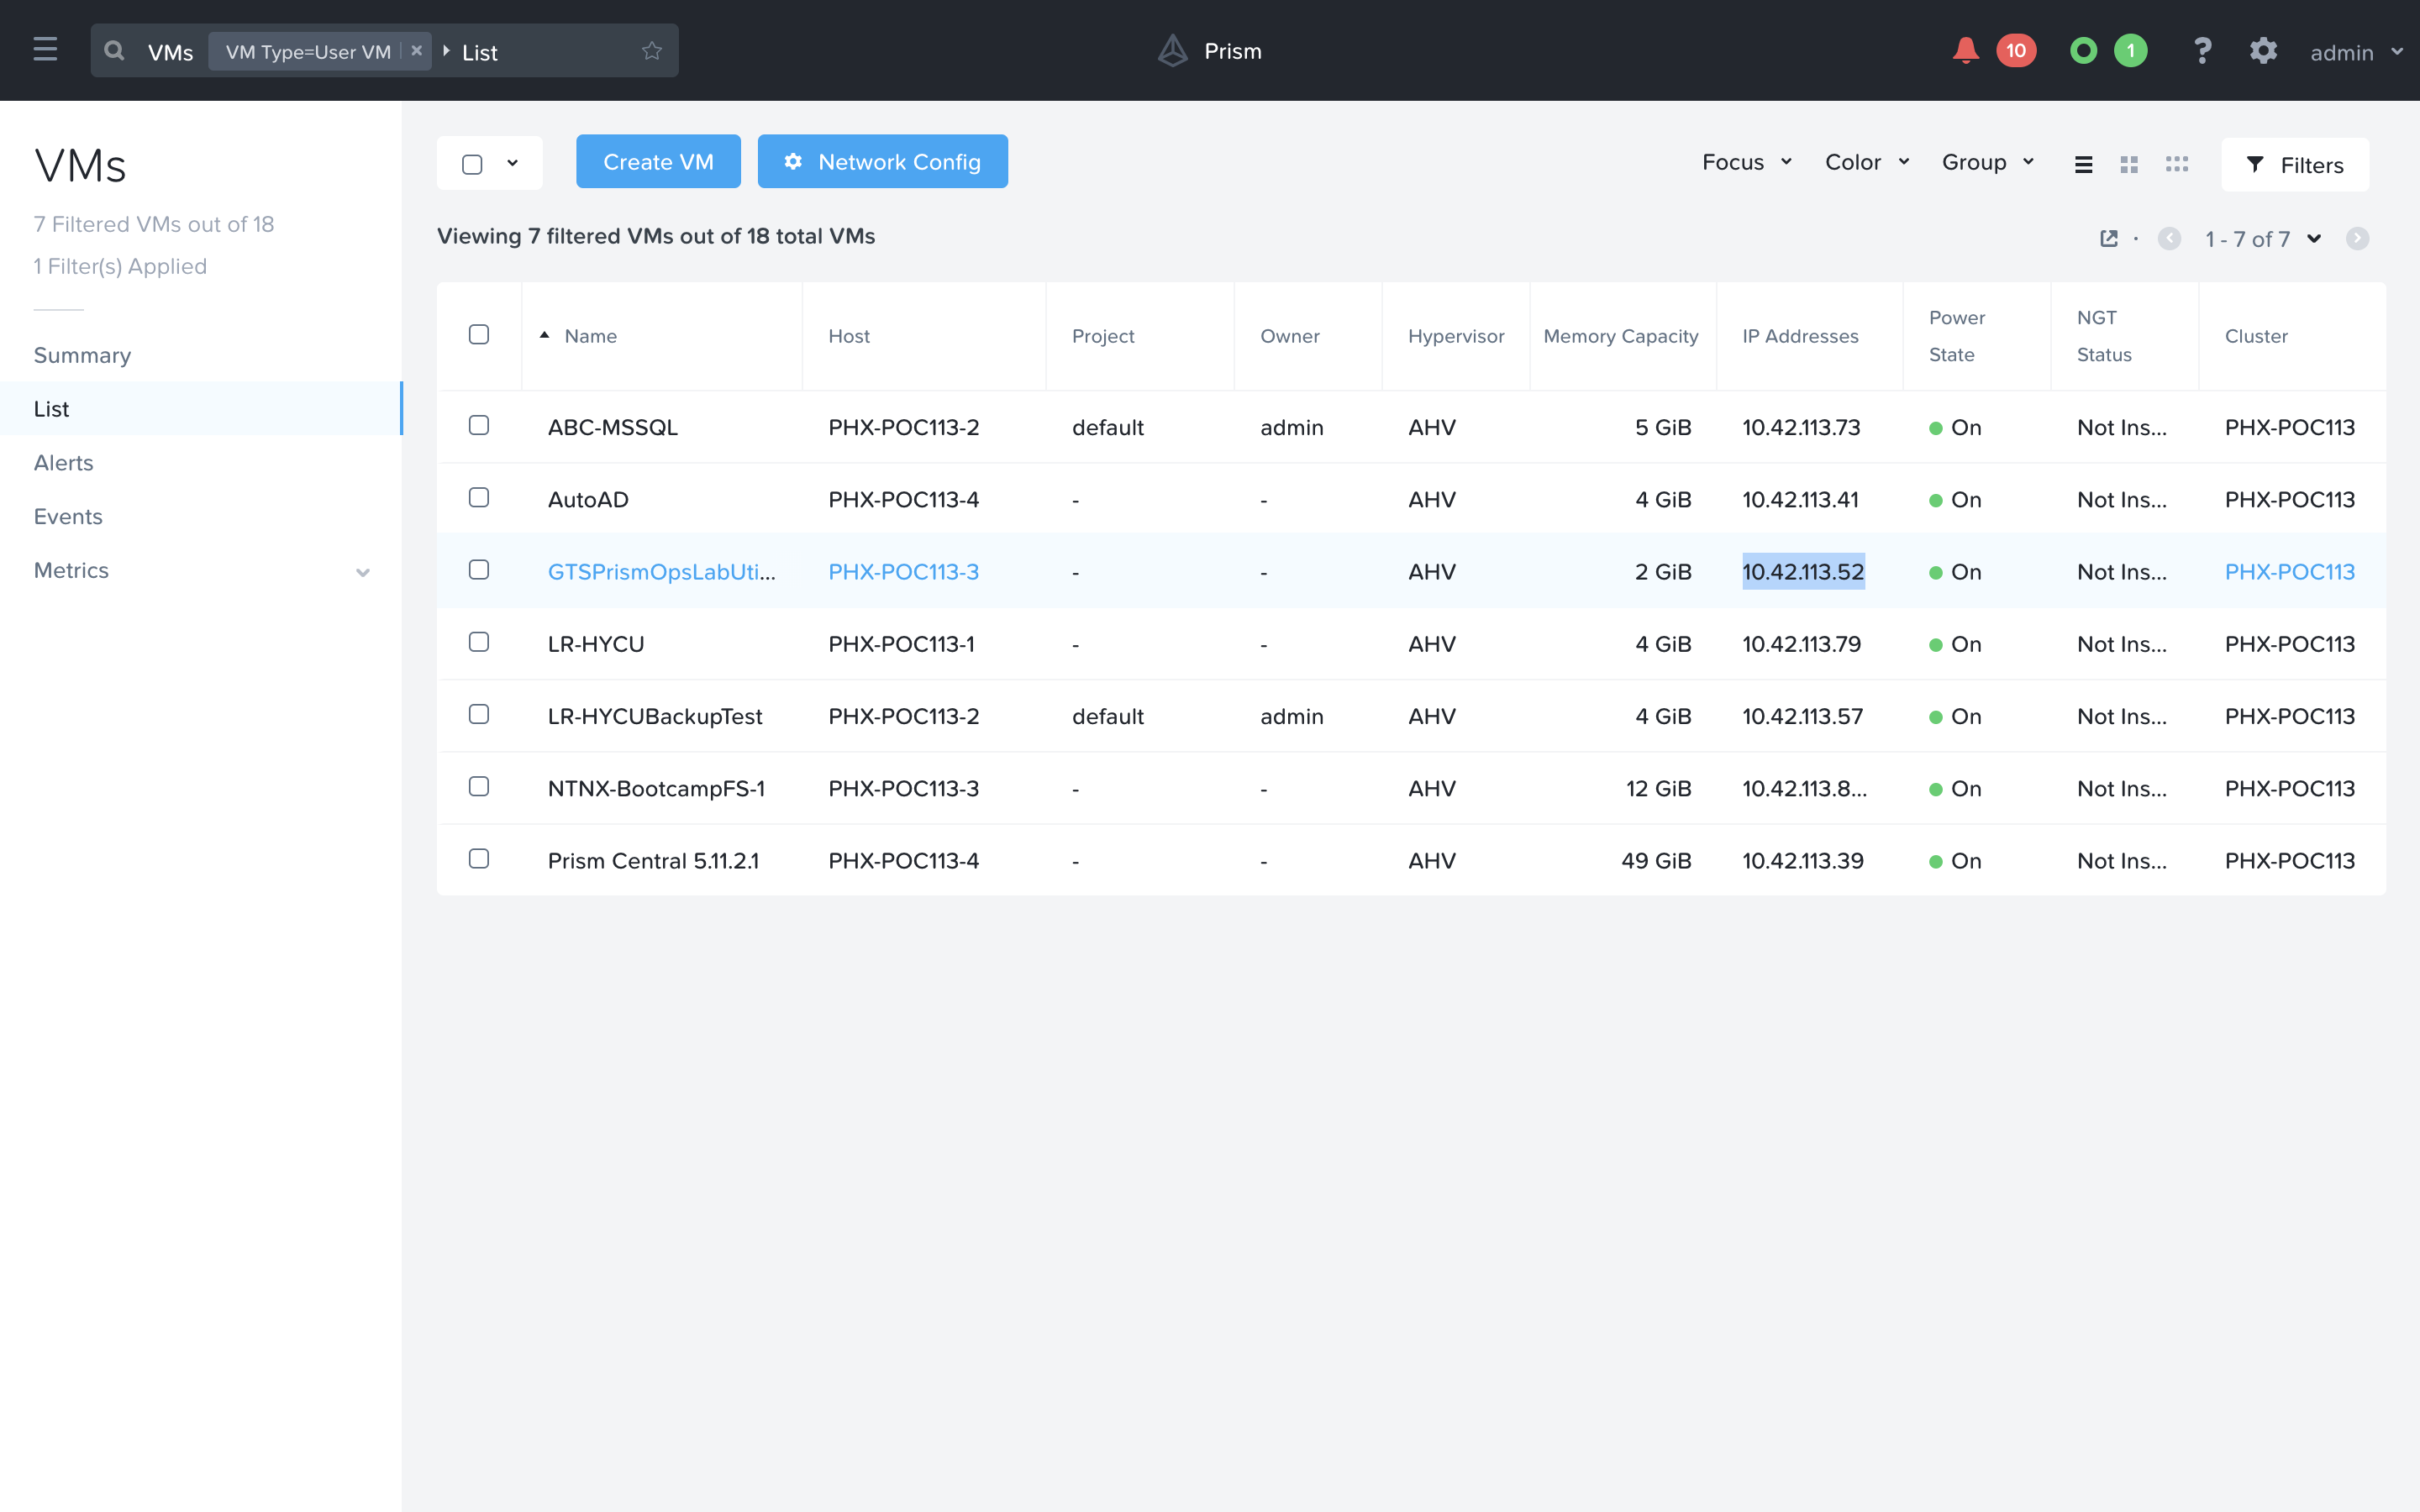 VMs VM Type=User VM × List Prism 10 1 ? admin
VMs
7 Filtered VMs out of 18
1 Filter(s) Applied
Summary
List
Alerts
Events
Metrics
Create VM Network Config Focus Color Group Filters
Viewing 7 filtered VMs out of 18 total VMs 1 - 7 of 7
Name Host Project Owner Hypervisor Memory Capacity IP Addresses Power State NGT Status Cluster
ABC-MSSQL PHX-POC113-2 default admin AHV 5 GiB 10.42.113.73 On Not Ins... PHX-POC113
AutoAD PHX-POC113-4 - - AHV 4 GiB 10.42.113.41 On Not Ins... PHX-POC113
GTSPrismOpsLabUti... PHX-POC113-3 - - AHV 2 GiB 10.42.113.52 On Not Ins... PHX-POC113
LR-HYCU PHX-POC113-1 - - AHV 4 GiB 10.42.113.79 On Not Ins... PHX-POC113
LR-HYCUBackupTest PHX-POC113-2 default admin AHV 4 GiB 10.42.113.57 On Not Ins... PHX-POC113
NTNX-BootcampFS-1 PHX-POC113-3 - - AHV 12 GiB 10.42.113.8... On Not Ins... PHX-POC113
Prism Central 5.11.2.1 PHX-POC113-4 - - AHV 49 GiB 10.42.113.39 On Not Ins... PHX-POC113